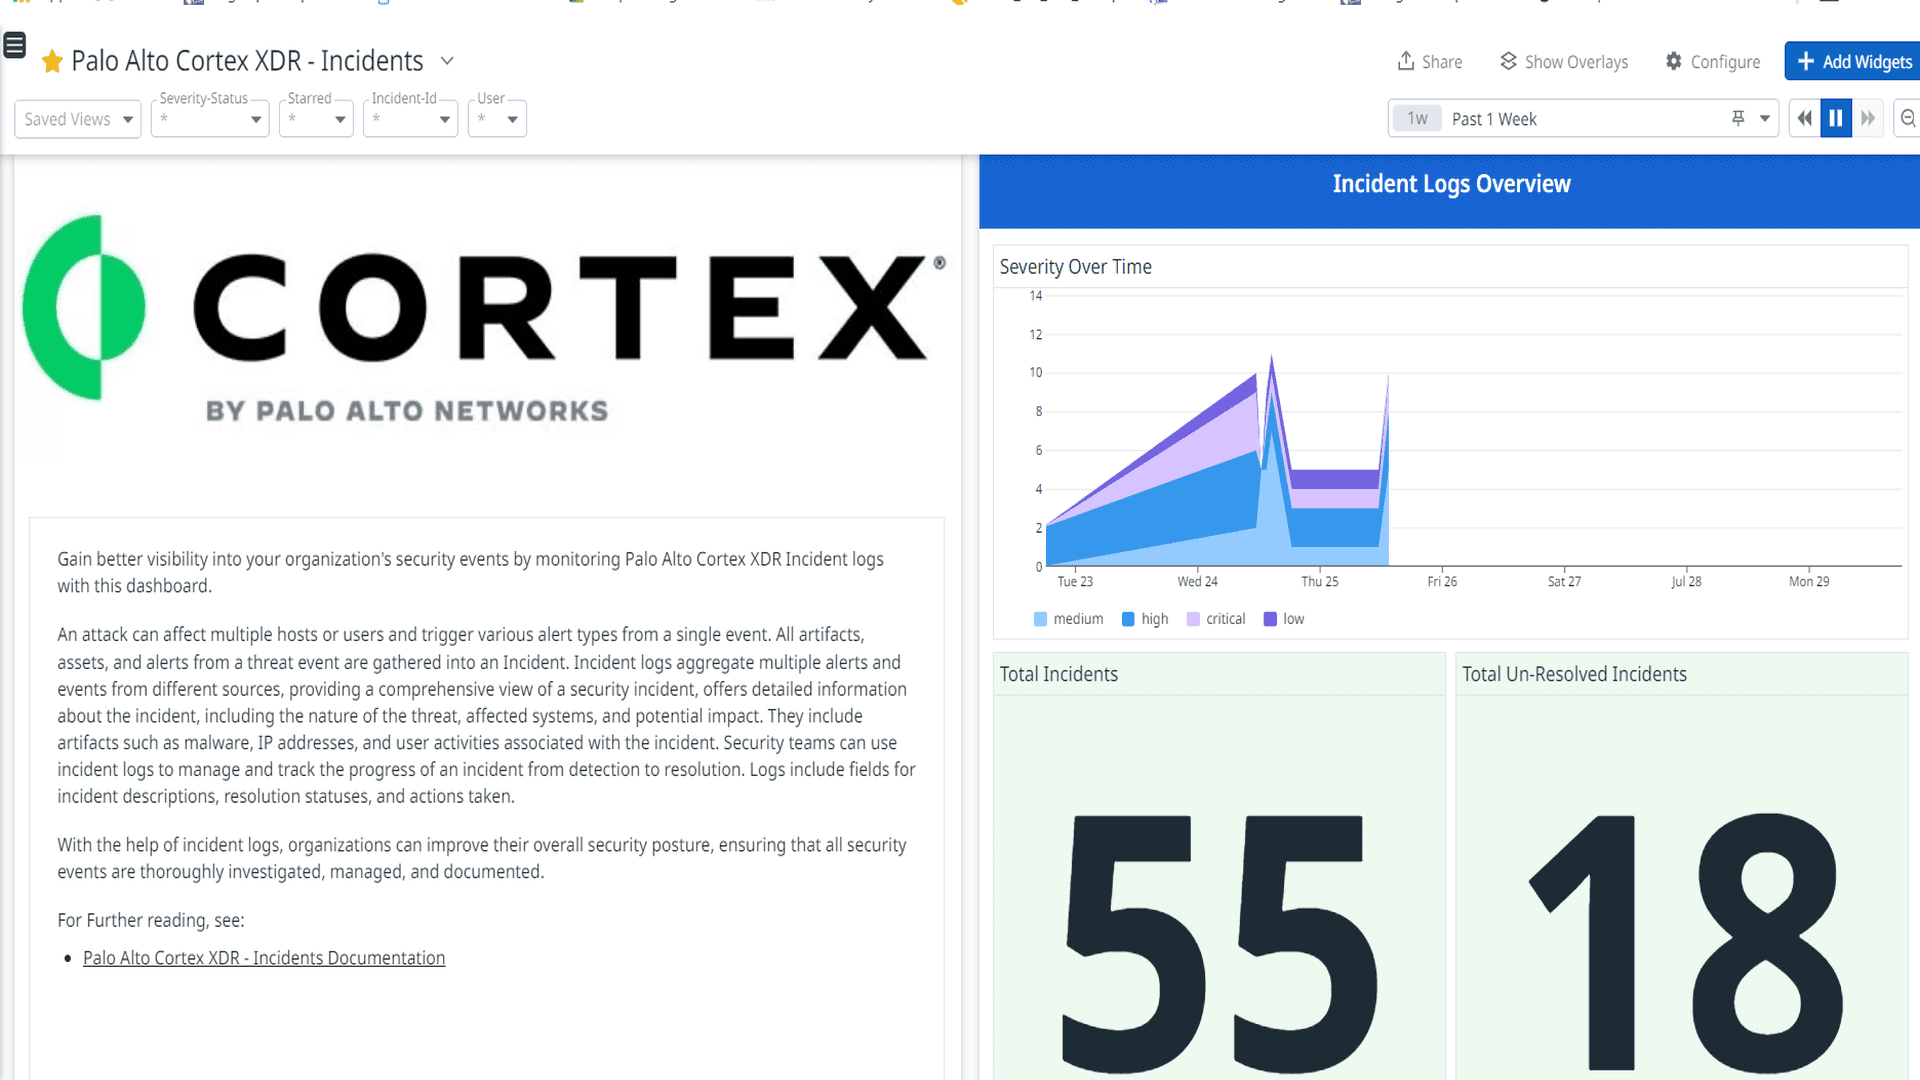 Palo Alto Cortex XDR - Incidents
Share
Show Overlays
Configure
+ Add Widgets
Saved Views
Severity-Status
*
Starred
*
Incident-Id
*
User
*
1w
Past 1 Week
CORTEX®
BY PALO ALTO NETWORKS
Gain better visibility into your organization's security events by monitoring Palo Alto Cortex XDR Incident logs
with this dashboard.
An attack can affect multiple hosts or users and trigger various alert types from a single event. All artifacts,
assets, and alerts from a threat event are gathered into an Incident. Incident logs aggregate multiple alerts and
events from different sources, providing a comprehensive view of a security incident, offers detailed information
about the incident, including the nature of the threat, affected systems, and potential impact. They include
artifacts such as malware, IP addresses, and user activities associated with the incident. Security teams can use
incident logs to manage and track the progress of an incident from detection to resolution. Logs include fields for
incident descriptions, resolution statuses, and actions taken.
With the help of incident logs, organizations can improve their overall security posture, ensuring that all security
events are thoroughly investigated, managed, and documented.
For Further reading, see:
• Palo Alto Cortex XDR - Incidents Documentation
Incident Logs Overview
Severity Over Time
14
12
10
8
6
4
2
0
Tue 23 Wed 24 Thu 25 Fri 26 Sat 27 Jul 28 Mon 29
medium high critical low
Total Incidents
55
Total Un-Resolved Incidents
18